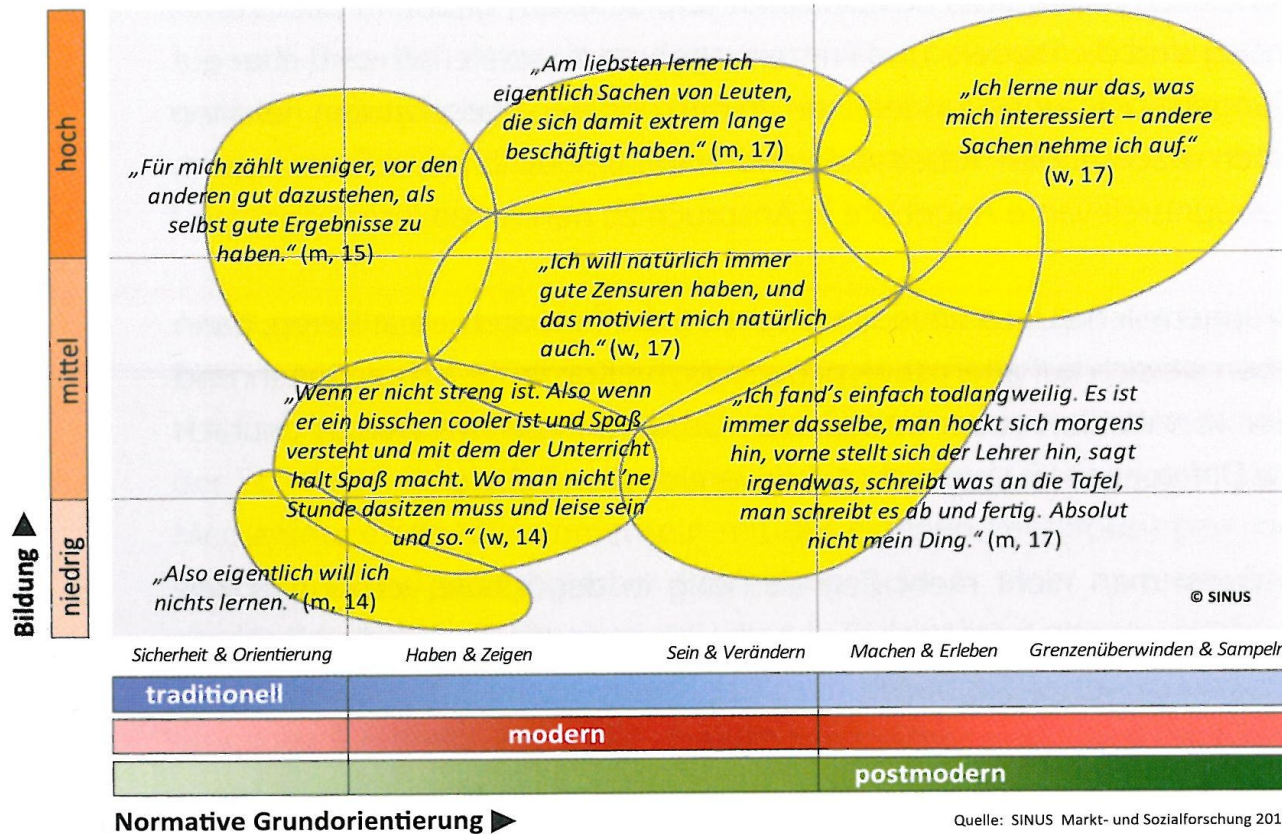 hoch
mittel
niedrig
Bildung ▶
„Für mich zählt weniger, vor den
anderen gut dazustehen, als
selbst gute Ergebnisse zu
haben.“ (m, 15)
„Am liebsten lerne ich
eigentlich Sachen von Leuten,
die sich damit extrem lange
beschäftigt haben.“ (m, 17)
„Ich lerne nur das, was
mich interessiert – andere
Sachen nehme ich auf.“
(w, 17)
„Ich will natürlich immer
gute Zensuren haben, und
das motiviert mich natürlich
auch.“ (w, 17)
„Wenn er nicht streng ist. Also wenn
er ein bisschen cooler ist und Spaß
versteht und mit dem der Unterricht
halt Spaß macht. Wo man nicht ’ne
Stunde dasitzen muss und leise sein
und so.“ (w, 14)
„Ich fand’s einfach todlangweilig. Es ist
immer dasselbe, man hockt sich morgens
hin, vorne stellt sich der Lehrer hin, sagt
irgendwas, schreibt was an die Tafel,
man schreibt es ab und fertig. Absolut
nicht mein Ding.“ (m, 17)
„Also eigentlich will ich
nichts lernen.“ (m, 14)
© SINUS
Sicherheit & Orientierung
Haben & Zeigen
Sein & Verändern
Machen & Erleben
Grenzenüberwinden & Sampeln
traditionell
modern
postmodern
Normative Grundorientierung ▶
Quelle: SINUS Markt- und Sozialforschung 201